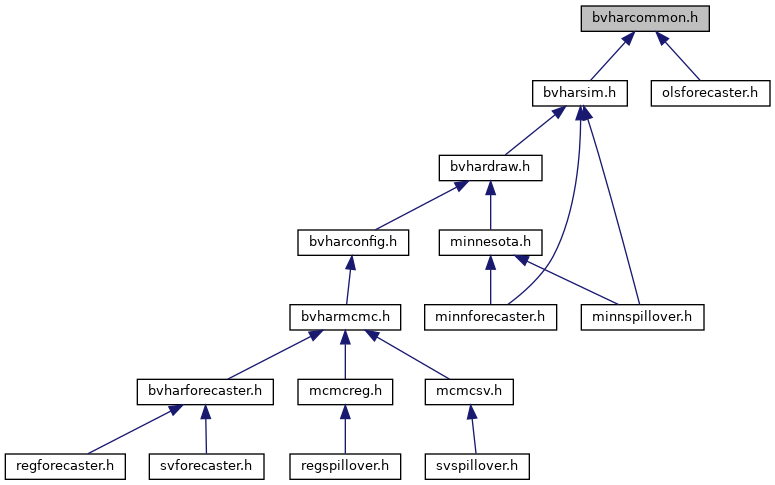 bvharcommon.h
bvharsim.h
olsforecaster.h
bvhardraw.h
bvharconfig.h
minnesota.h
bvharmcmc.h
minnforecaster.h
minnspillover.h
bvharforecaster.h
mcmcreg.h
mcmcsv.h
regforecaster.h
svforecaster.h
regspillover.h
svspillover.h